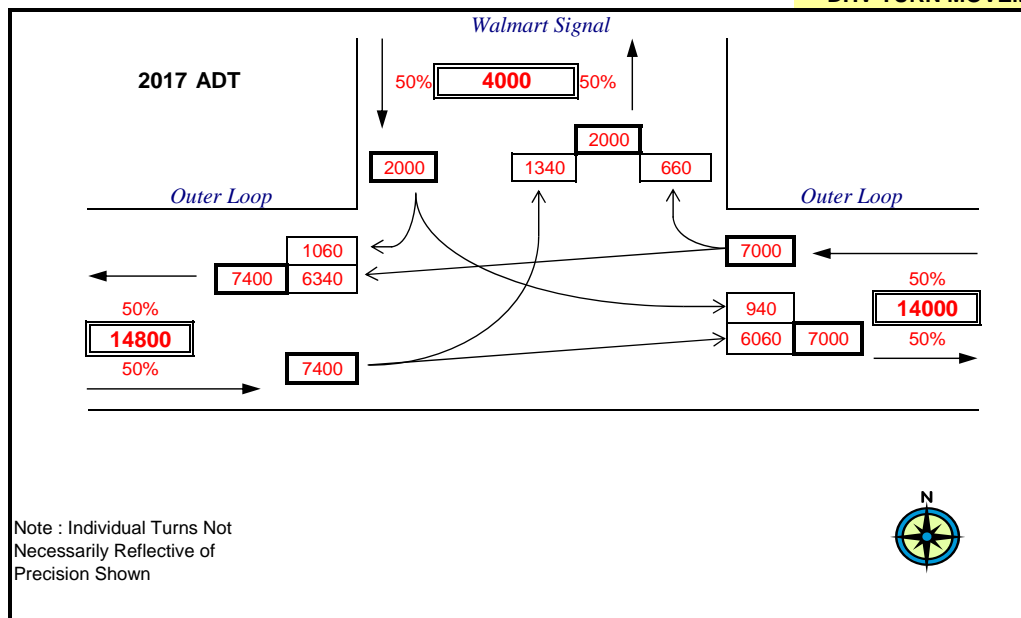 Walmart Signal
2017 ADT
50% 4000 50%
2000
2000 1340 660
Outer Loop Outer Loop
1060 7000
7400 6340
50% 50%
940 14000
14800 6060 7000 50%
50% 7400
N
Note : Individual Turns Not
Necessarily Reflective of
Precision Shown